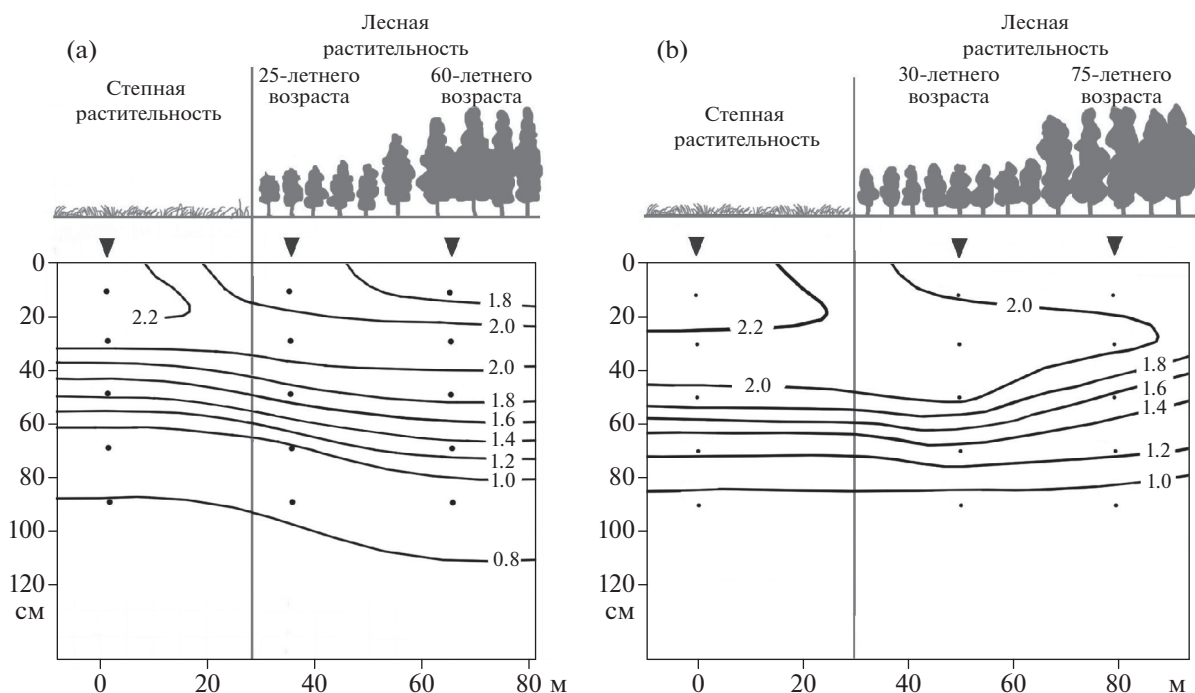 (a)
Лесная
растительность
25-летнего
возраста
60-летнего
возраста
Степная
растительность
0
20
40
60
80
100
120
см
2.2
1.8
2.0
2.0
1.8
1.6
1.4
1.2
1.0
0.8
0
20
40
60
80 м
(b)
Лесная
растительность
30-летнего
возраста
75-летнего
возраста
Степная
растительность
0
20
40
60
80
100
120
см
2.2
2.0
2.0
1.8
1.6
1.4
1.2
1.0
0
20
40
60
80
м